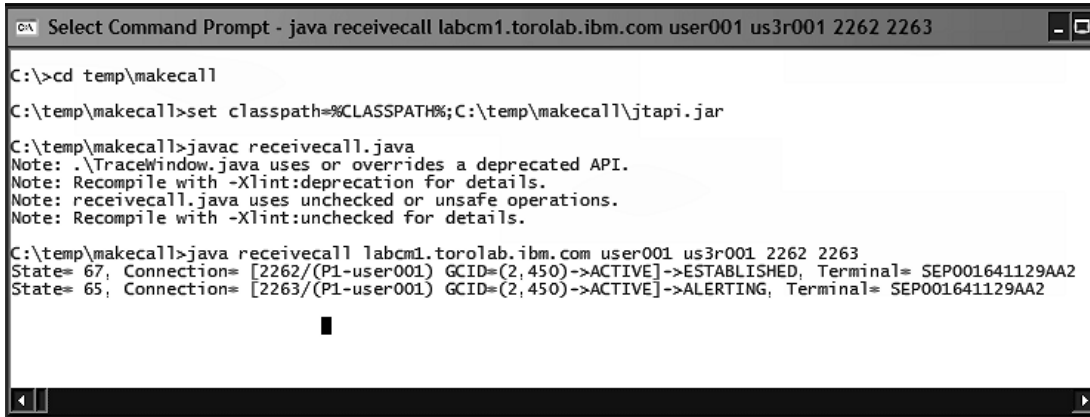 Select Command Prompt - java receivecall labcm1.torolab.ibm.com user001 us3r001 2262 2263
C:\>cd temp\makecall
C:\temp\makecall>set classpath=%CLASSPATH%;C:\temp\makecall\jtapi.jar
C:\temp\makecall>javac receivecall.java
Note: .\TraceWindow.java uses or overrides a deprecated API.
Note: Recompile with -Xlint:deprecation for details.
Note: receivecall.java uses unchecked or unsafe operations.
Note: Recompile with -Xlint:unchecked for details.
C:\temp\makecall>java receivecall labcm1.torolab.ibm.com user001 us3r001 2262 2263
State= 67, Connection= [2262/(P1-user001) GCID=(2,450)->ACTIVE]->ESTABLISHED, Terminal= SEP001641129AA2
State= 65, Connection= [2263/(P1-user001) GCID=(2,450)->ACTIVE]->ALERTING, Terminal= SEP001641129AA2